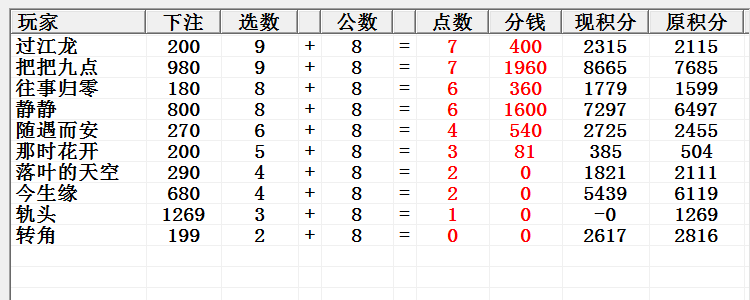 玩家 下注 选数 公数 点数 分钱 现积分 原积分
过江龙 200 9 + 8 = 7 400 2315 2115
把把九点 980 9 + 8 = 7 1960 8665 7685
往事归零 180 8 + 8 = 6 360 1779 1599
静静 800 8 + 8 = 6 1600 7297 6497
随遇而安 270 6 + 8 = 4 540 2725 2455
那时花开 200 5 + 8 = 3 81 385 504
落叶的天空 290 4 + 8 = 2 0 1821 2111
今生缘 680 4 + 8 = 2 0 5439 6119
轨头 1269 3 + 8 = 1 0 -0 1269
转角 199 2 + 8 = 0 0 2617 2816